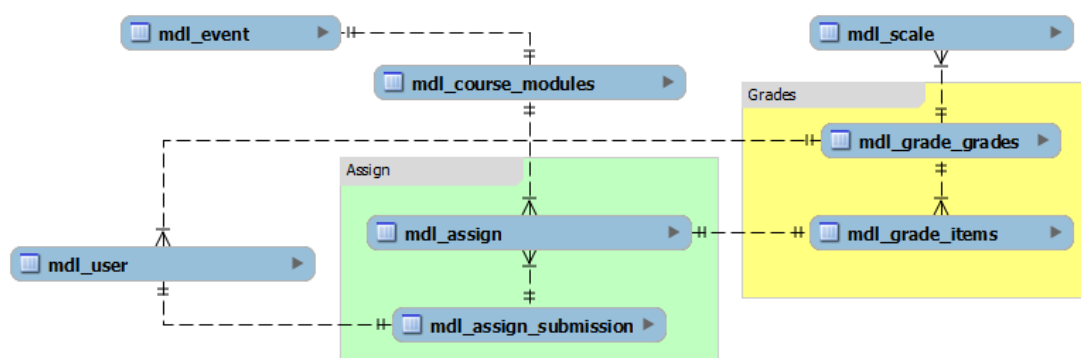 mdl_event
mdl_scale
mdl_course_modules
Grades
mdl_grade_grades
Assign
mdl_assign
mdl_grade_items
mdl_user
mdl_assign_submission